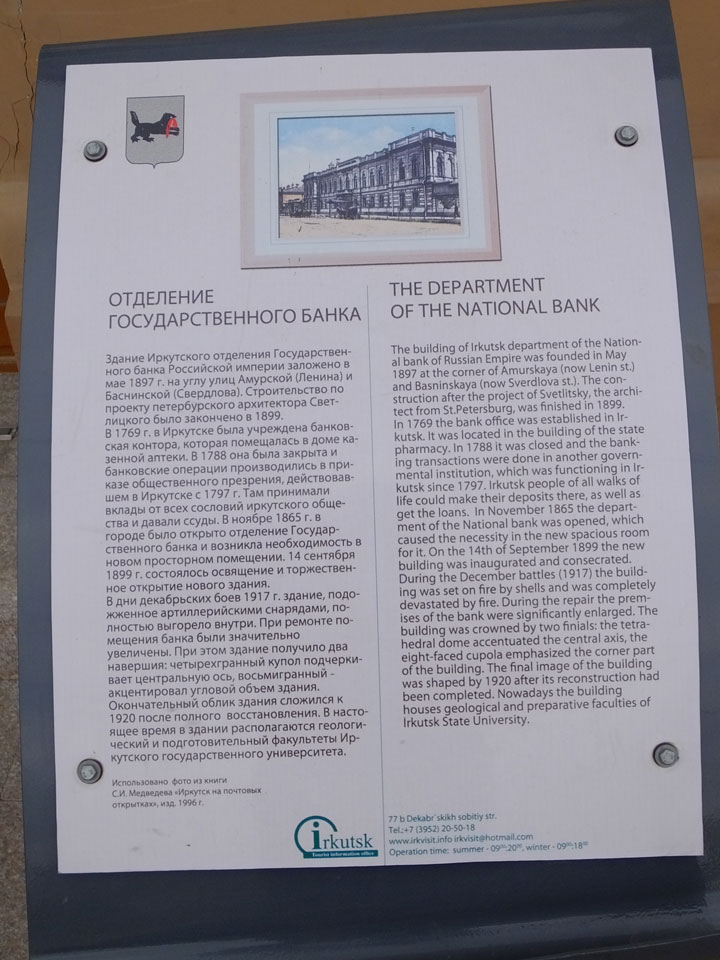 ОТДЕЛЕНИЕ
ГОСУДАРСТВЕННОГО БАНКА
Здание Иркутского отделения Государствен-
ного банка Российской империи заложено в
мае 1897 г. на углу улиц Амурской (Ленина) и
Баснинской (Свердлова). Строительство по
проекту петербургского архитектора Свет-
лицкого было закончено в 1899.
В 1769 г. в Иркутске была учреждена банков-
ская контора, которая помещалась в доме ка-
зенной аптеки. В 1788 она была закрыта и
банковские операции производились в при-
казе общественного презрения, действовав-
шем в Иркутске с 1797 г. Там принимали
вклады от всех сословий иркутского обще-
ства и давали ссуды. В ноябре 1865 г. в
городе было открыто отделение Государ-
ственного банка и возникла необходимость в
новом просторном помещении. 14 сентября
1899 г. состоялось освящение и торжествен-
ное открытие нового здания.
В дни декабрьских боев 1917 г. здание, подо-
жженное артиллерийскими снарядами, по-
лностью выгорело внутри. При ремонте по-
мещения банка были значительно
увеличены. При этом здание получило два
навершия: четырехгранный купол подчерки-
вает центральную ось, восьмигранный -
акцентировал угловой объем здания.
Окончательный облик здания сложился к
1920 после полного восстановления. В насто-
ящее время в здании располагаются геологи-
ческий и подготовительный факультеты Ир-
кутского государственного университета.
Использовано фото из книги
С.И. Медведева «Иркутск на почтовых
открытках», изд. 1996 г.
THE DEPARTMENT
OF THE NATIONAL BANK
The building of Irkutsk department of the Nation-
al bank of Russian Empire was founded in May
1897 at the corner of Amurskaya (now Lenin st.)
and Basninskaya (now Sverdlova st.). The con-
struction after the project of Svetlitsky, the archi-
tect from St.Petersburg, was finished in 1899.
In 1769 the bank office was established in Ir-
kutsk. It was located in the building of the state
pharmacy. In 1788 it was closed and the bank-
ing transactions were done in another govern-
mental institution, which was functioning in Ir-
kutsk since 1797. Irkutsk people of all walks of
life could make their deposits there, as well as
get the loans. In November 1865 the depart-
ment of the National bank was opened, which
caused the necessity in the new spacious room
for it. On the 14th of September 1899 the new
building was inaugurated and consecrated.
During the December battles (1917) the build-
ing was set on fire by shells and was completely
devastated by fire. During the repair the prem-
ises of the bank were significantly enlarged. The
building was crowned by two finials: the tetra-
hedral dome accentuated the central axis, the
eight-faced cupola emphasized the corner part
of the building. The final image of the building
was shaped by 1920 after its reconstruction had
been completed. Nowadays the building
houses geological and preparative faculties of
Irkutsk State University.
irkutsk
Tourist information office
77 b Dekabr`skikh sobitiy str.
Tel.:+7 (3952) 20-50-18
www.irkvisit.info irkvisit@hotmail.com
Operation time: summer - 09⁰⁰-20⁰⁰, winter - 09⁰⁰-18⁰⁰